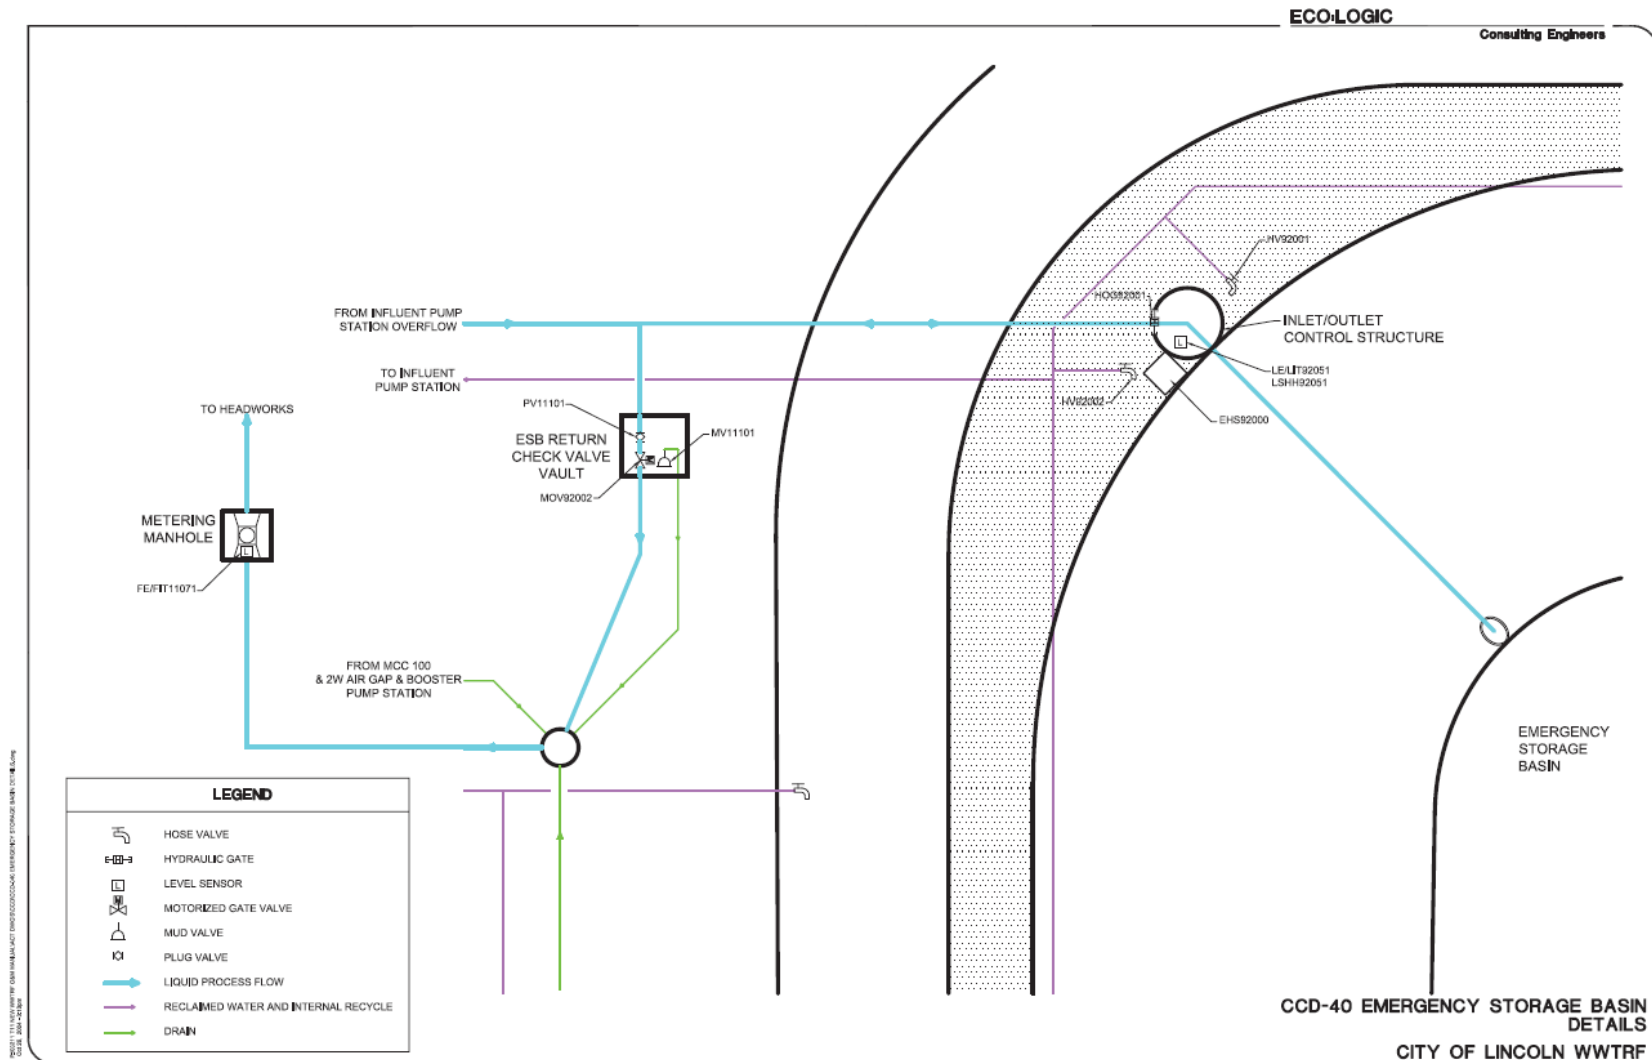 ECO:LOGIC
Consulting Engineers
FROM INFLUENT PUMP
STATION OVERFLOW
TO INFLUENT
PUMP STATION
TO HEADWORKS
PV11101
MV11101
ESB RETURN
CHECK VALVE
VAULT
MOV92002
METERING
MANHOLE
L
FE/FIT11071
FROM MCC 100
& 2W AIR GAP & BOOSTER
PUMP STATION
HV92001
HOG92001
INLET/OUTLET
CONTROL STRUCTURE
L
LE/LIT92051
LSHH92051
HV92002
EHS92000
EMERGENCY
STORAGE
BASIN
LEGEND
HOSE VALVE
HYDRAULIC GATE
L LEVEL SENSOR
M MOTORIZED GATE VALVE
MUD VALVE
PLUG VALVE
LIQUID PROCESS FLOW
RECLAIMED WATER AND INTERNAL RECYCLE
DRAIN
CCD-40 EMERGENCY STORAGE BASIN
DETAILS
CITY OF LINCOLN WWTRF